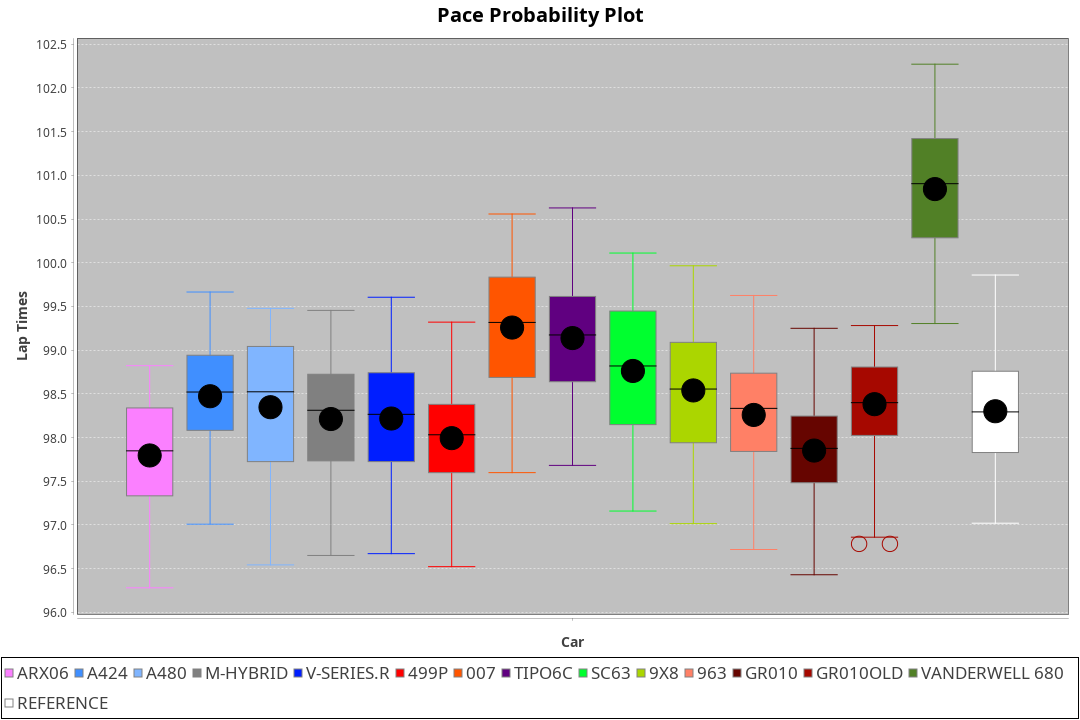 Pace Probability Plot
102.5
102.0
101.5
101.0
100.5
100.0
99.5
99.0
98.5
98.0
97.5
97.0
96.5
96.0
Lap Times
Car
ARX06 A424 A480 M-HYBRID V-SERIES.R 499P 007 TIPO6C SC63 9X8 963 GR010 GR010OLD VANDERWELL 680
REFERENCE